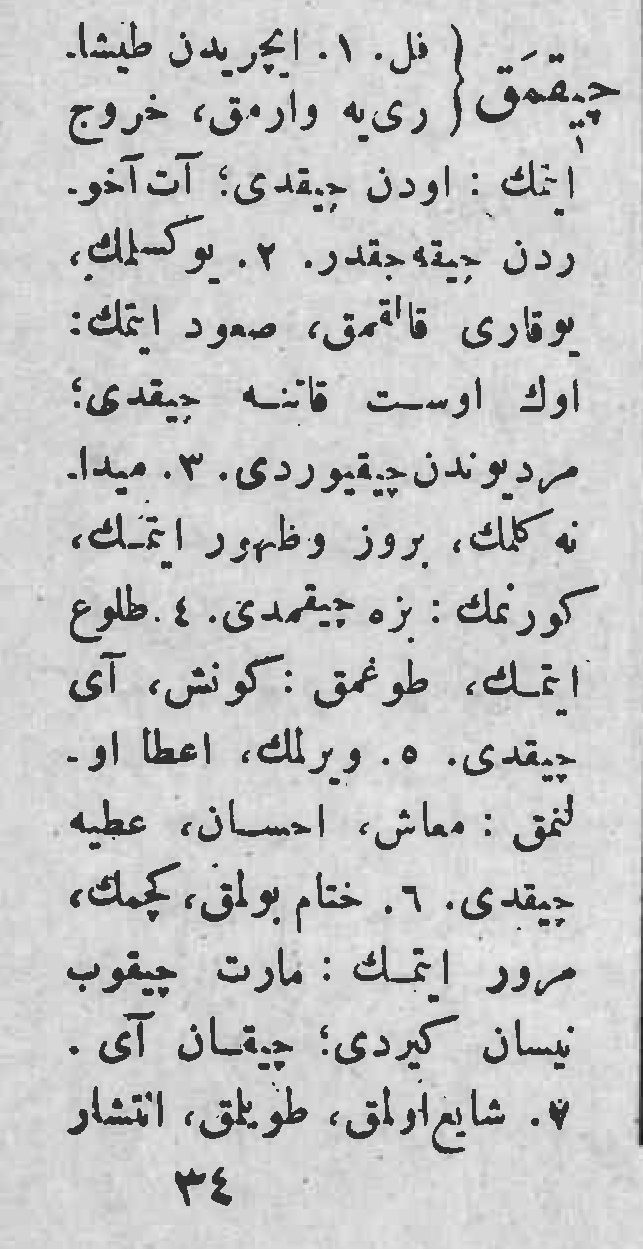 چیقمَق { فل. ١. ایچریدن طیشا-
ری‌یه وارمق، خروج
ایتمك : اودن چیقدی؛ آت آخو-
ردن چیقه‌جقدر. ٢. یوکسلمك،
یوقاری قالقمق، صعود ایتمك:
اوك اوست قاتنه چیقدی؛
مردیوندن چیقیوردی. ٣. میدا-
نه کلمك، بروز وظهور ایتمك،
کورنمك : بزه چیقمدی. ٤. طلوع
ایتمك، طوغمق : کونش، آی
چیقدی. ٥. ویرلمك، اعطا او-
لنمق : معاش، احسان، عطیه
چیقدی. ٦. ختام بولمق، کچمك،
مرور ایتمك : مارت چیقوب
نیسان کیردی؛ چیقان آی.
٧. شایع اولمق، طویلمق، انتشار
٣٤